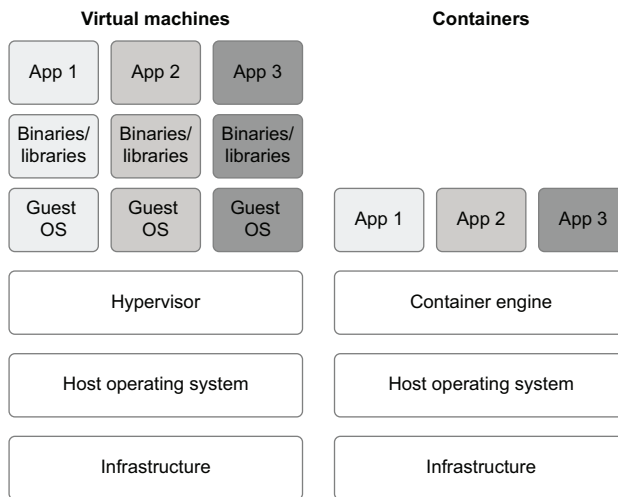 Virtual machines
Containers
App 1
App 2
App 3
Binaries/
libraries
Binaries/
libraries
Binaries/
libraries
Guest
OS
Guest
OS
Guest
OS
App 1
App 2
App 3
Hypervisor
Container engine
Host operating system
Host operating system
Infrastructure
Infrastructure